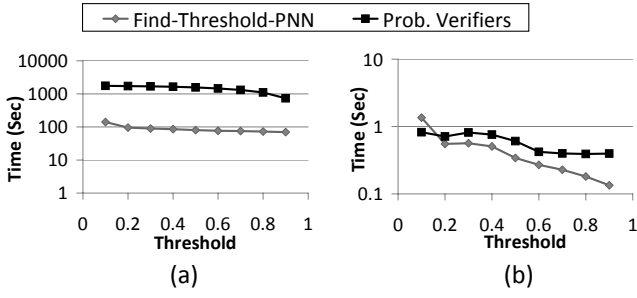 Find-Threshold-PNN Prob. Verifiers
Time (Sec)
10000
1000
100
10
1
0 0.2 0.4 0.6 0.8 1
Threshold
(a)
Time (Sec)
10
1
0.1
0 0.2 0.4 0.6 0.8 1
Threshold
(b)